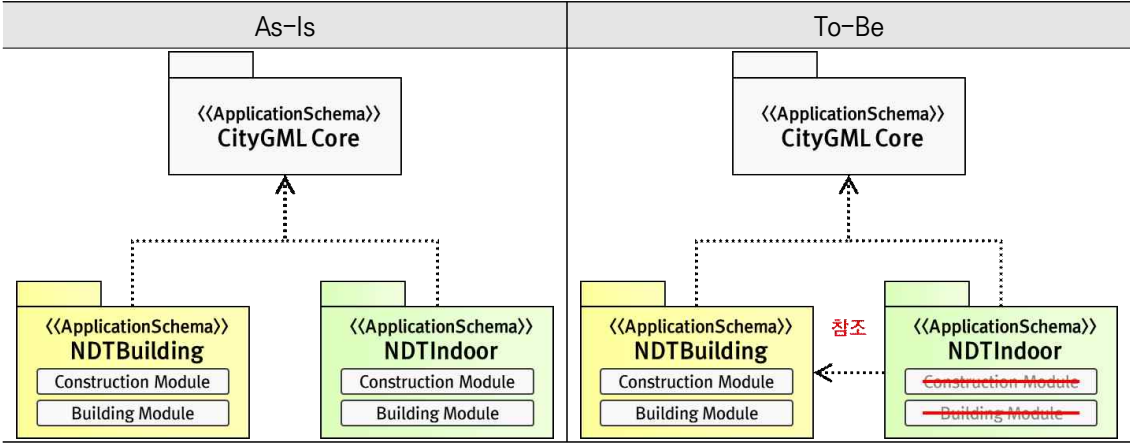 As-Is
To-Be
<<ApplicationSchema>>
CityGML Core
<<ApplicationSchema>>
NDTBuilding
Construction Module
Building Module
<<ApplicationSchema>>
NDTIndoor
Construction Module
Building Module
<<ApplicationSchema>>
CityGML Core
<<ApplicationSchema>>
NDTBuilding
Construction Module
Building Module
참조
<<ApplicationSchema>>
NDTIndoor
Construction Module
Building Module